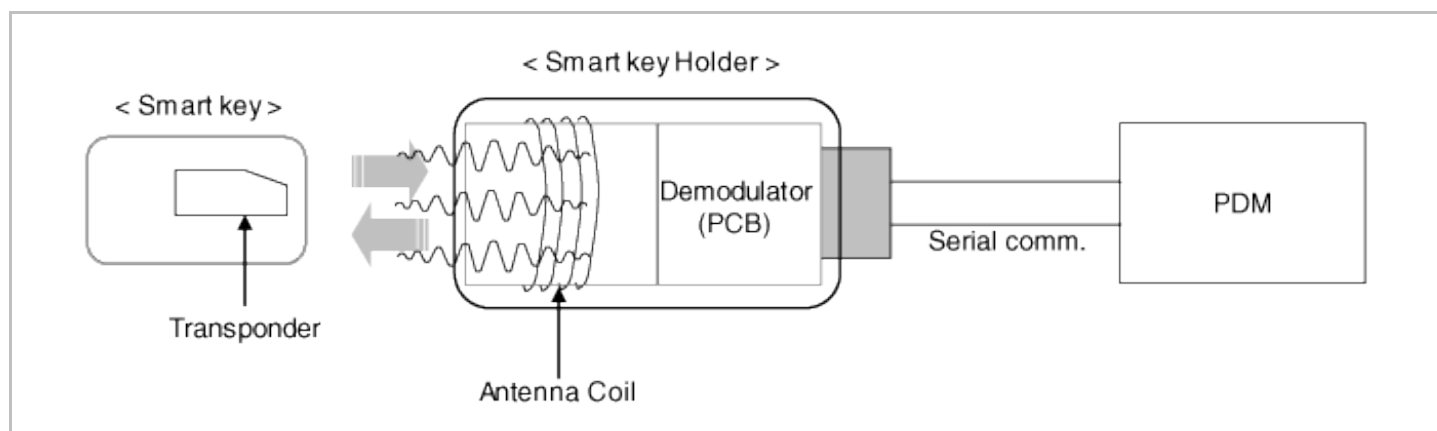 < Smart key Holder >
< Smart key >
Demodulator
(PCB)
PDM
Serial comm.
Transponder
Antenna Coil